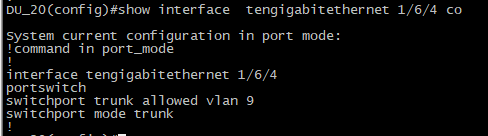 DU_20(config)#show interface  tengigabitethernet 1/6/4 co
System current configuration in port mode:
!command in port_mode
!
interface tengigabitethernet 1/6/4
portswitch
switchport trunk allowed vlan 9
switchport mode trunk
!